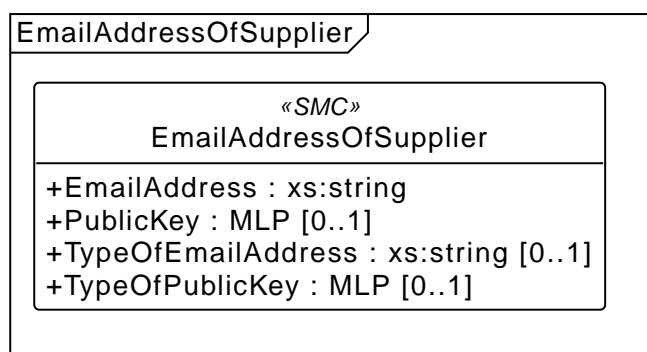 EmailAddressOfSupplier
«SMC»
EmailAddressOfSupplier
+EmailAddress : xs:string
+PublicKey : MLP [0..1]
+TypeOfEmailAddress : xs:string [0..1]
+TypeOfPublicKey : MLP [0..1]